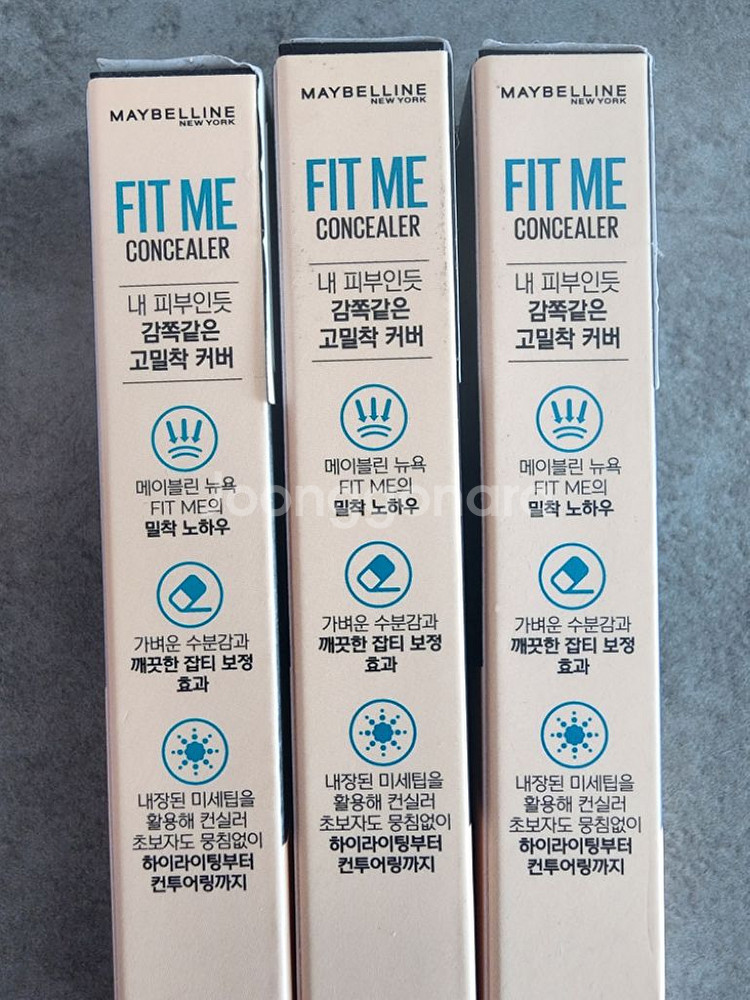 MAYBELLINE
NEW YORK
FIT ME
CONCEALER
내 피부인듯
감쪽같은
고밀착 커버
메이블린 뉴욕
FIT ME의
밀착 노하우
가벼운 수분감과
깨끗한 잡티 보정
효과
내장된 미세팁을
활용해 컨실러
초보자도 뭉침없이
하이라이팅부터
컨투어링까지
MAYBELLINE
NEW YORK
FIT ME
CONCEALER
내 피부인듯
감쪽같은
고밀착 커버
메이블린 뉴욕
FIT ME의
밀착 노하우
가벼운 수분감과
깨끗한 잡티 보정
효과
내장된 미세팁을
활용해 컨실러
초보자도 뭉침없이
하이라이팅부터
컨투어링까지
MAYBELLINE
NEW YORK
FIT ME
CONCEALER
내 피부인듯
감쪽같은
고밀착 커버
메이블린 뉴욕
FIT ME의
밀착 노하우
가벼운 수분감과
깨끗한 잡티 보정
효과
내장된 미세팁을
활용해 컨실러
초보자도 뭉침없이
하이라이팅부터
컨투어링까지